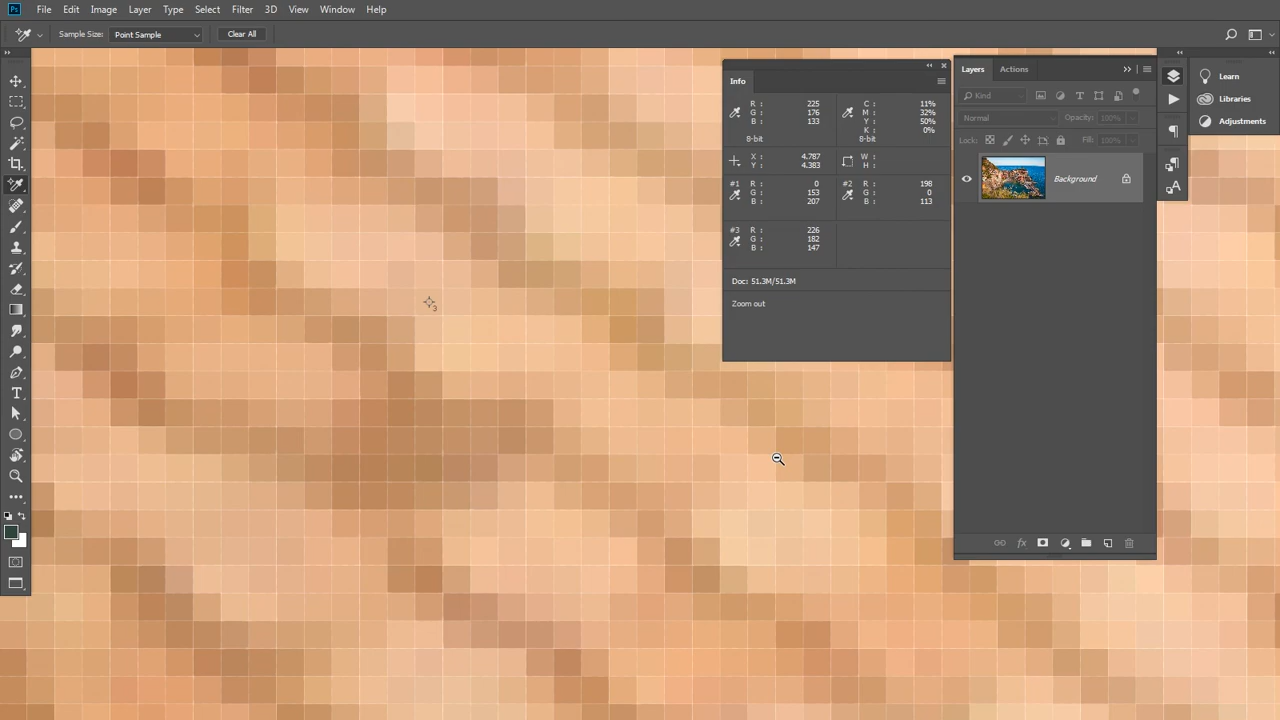 Ps File Edit Image Layer Type Select Filter 3D View Window Help
Sample Size: Point Sample Clear All
Info
R : 225 C : 11%
G : 176 M : 32%
B : 133 Y : 50%
K : 0%
8-bit 8-bit
X : 4.787 W :
Y : 4.383 H :
#1 R : 0 #2 R : 198
G : 153 G : 0
B : 207 B : 113
#3 R : 226
G : 182
B : 147
Doc: 51.3M/51.3M
Zoom out
3
Layers Actions
Kind
Normal Opacity: 100%
Lock: Fill: 100%
Background
Learn
Libraries
Adjustments